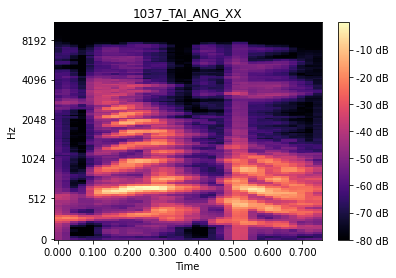 1037_TAI_ANG_XX
8192
4096
2048
1024
512
0
Hz
0.000 0.100 0.200 0.300 0.400 0.500 0.600 0.700
Time
-10 dB
-20 dB
-30 dB
-40 dB
-50 dB
-60 dB
-70 dB
-80 dB